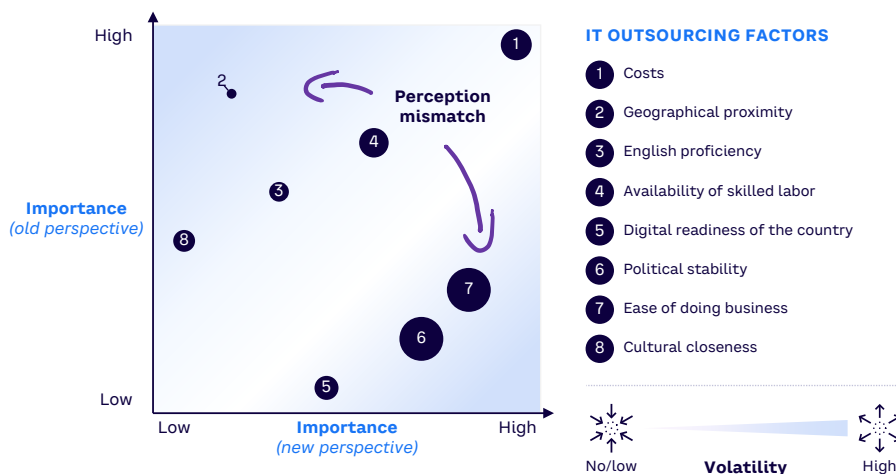 High
1
2
Perception
mismatch
4
3
Importance
(old perspective)
8
7
6
5
Low
Low
Importance
(new perspective)
High
IT OUTSOURCING FACTORS
1 Costs
2 Geographical proximity
3 English proficiency
4 Availability of skilled labor
5 Digital readiness of the country
6 Political stability
7 Ease of doing business
8 Cultural closeness
No/low
Volatility
High